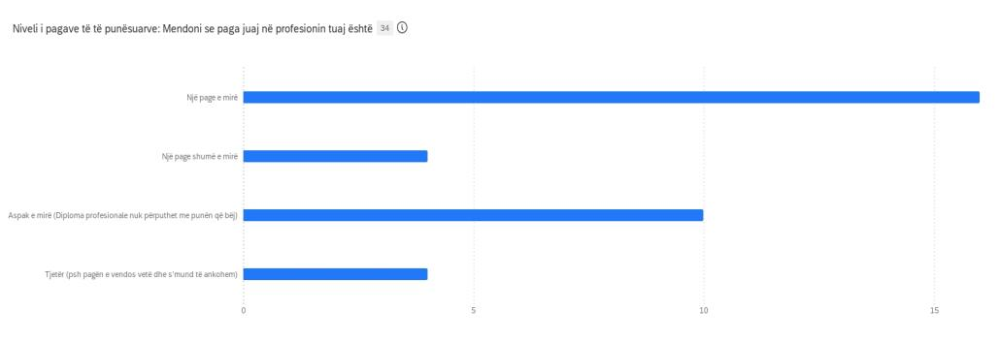 Niveli i pagave të të punësuarve: Mendoni se paga juaj në profesionin tuaj është 34
Një page e mirë
Një page shumë e mirë
Aspak e mirë (Diploma profesionale nuk përputhet me punën që bëj)
Tjetër (psh pagën e vendos vetë dhe s'mund të ankohem)
0 5 10 15